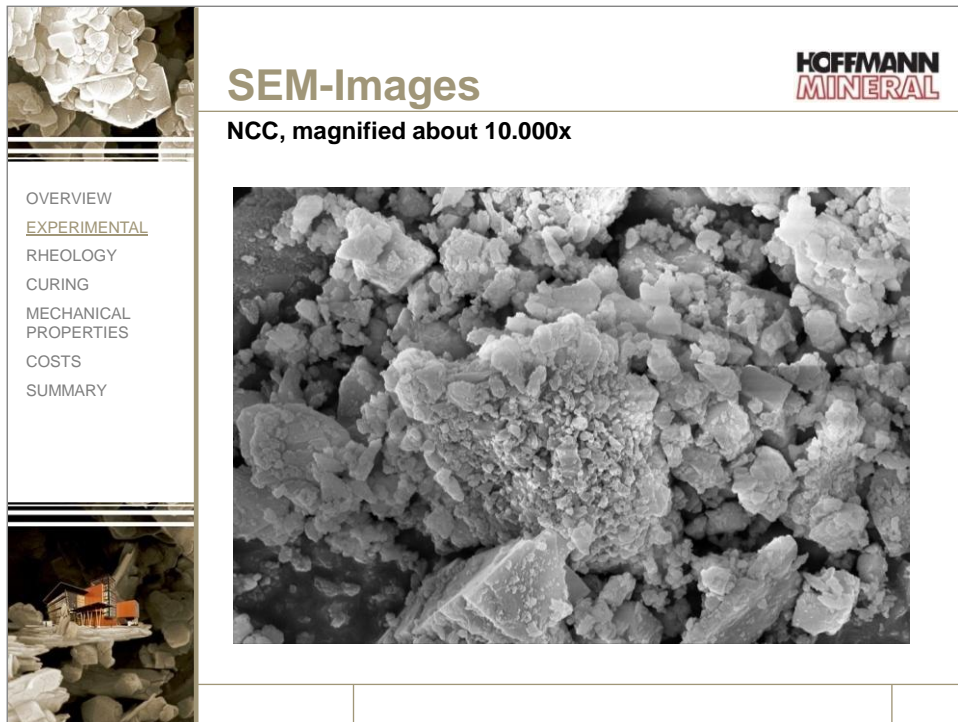 SEM-Images
HOFFMANN
MINERAL
NCC, magnified about 10.000x
OVERVIEW
EXPERIMENTAL
RHEOLOGY
CURING
MECHANICAL
PROPERTIES
COSTS
SUMMARY